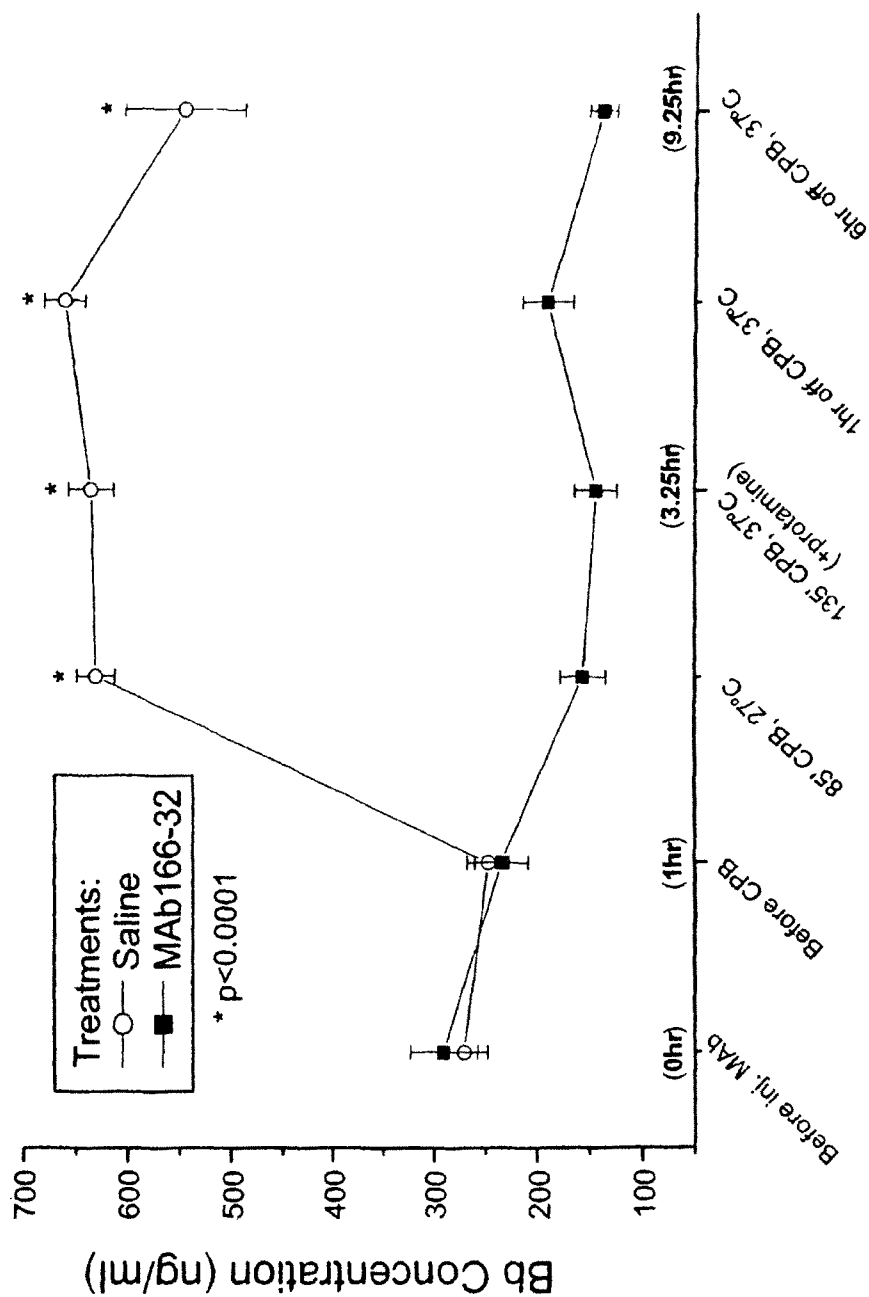 Bb Concentration (ng/ml)
700
600
500
400
300
200
100
Treatments:
Saline
MAb166-32
* p<0.0001
*
*
*
*
(0hr)
(1hr)
(3.25hr)
(9.25hr)
Before inj. MAb
Before CPB
85' CPB, 27°C
135' CPB, 37°C
(+protamine)
1hr off CPB, 37°C
6hr off CPB, 37°C